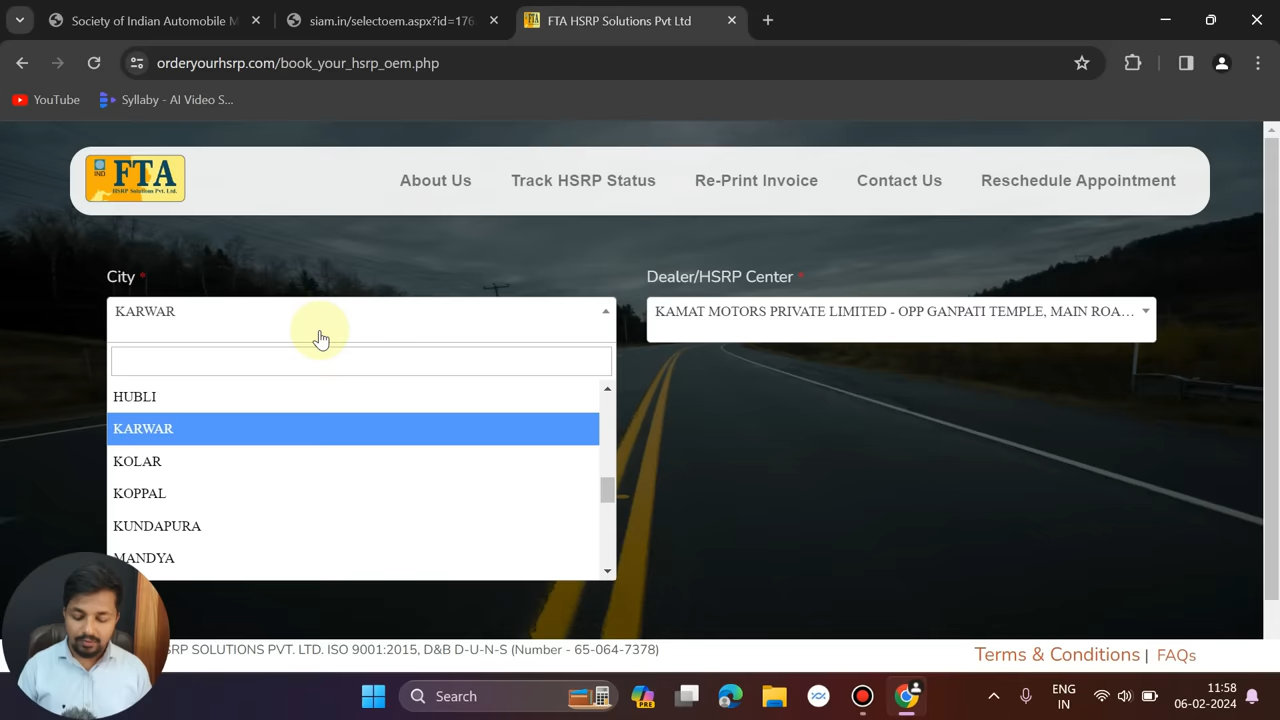 Society of Indian Automobile M
siam.in/selectoem.aspx?id=176
FTA HSRP Solutions Pvt Ltd
orderyourhsrp.com/book_your_hsrp_oem.php
YouTube
Syllaby - AI Video S...
IND
FTA
HSRP Solutions Pvt. Ltd.
About Us
Track HSRP Status
Re-Print Invoice
Contact Us
Reschedule Appointment
City *
Dealer/HSRP Center *
KARWAR
KAMAT MOTORS PRIVATE LIMITED - OPP GANPATI TEMPLE, MAIN ROA...
HUBLI
KARWAR
KOLAR
KOPPAL
KUNDAPURA
MANDYA
SRP SOLUTIONS PVT. LTD. ISO 9001:2015, D&B D-U-N-S (Number - 65-064-7378)
Terms & Conditions | FAQs
Search
PRE
ENG
IN
11:58
06-02-2024